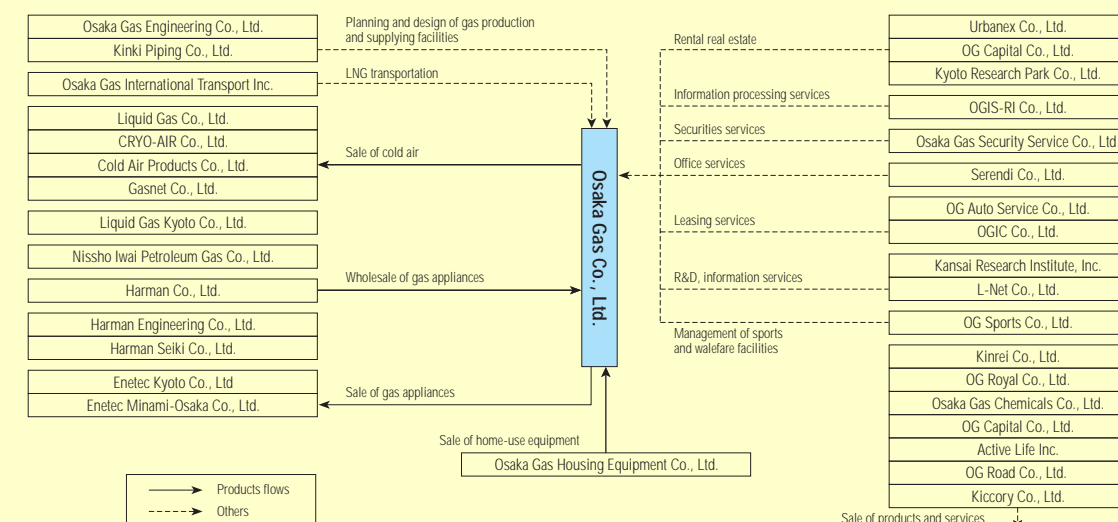 Osaka Gas Engineering Co., Ltd.
Kinki Piping Co., Ltd.
Osaka Gas International Transport Inc.
Liquid Gas Co., Ltd.
CRYO-AIR Co., Ltd.
Cold Air Products Co., Ltd.
Gasnet Co., Ltd.
Liquid Gas Kyoto Co., Ltd.
Nissho Iwai Petroleum Gas Co., Ltd.
Harman Co., Ltd.
Harman Engineering Co., Ltd.
Harman Seiki Co., Ltd.
Enetec Kyoto Co., Ltd
Enetec Minami-Osaka Co., Ltd.
Planning and design of gas production
and supplying facilities
LNG transportation
Sale of cold air
Wholesale of gas appliances
Sale of gas appliances
Sale of home-use equipment
Osaka Gas Housing Equipment Co., Ltd.
Osaka Gas Co., Ltd.
Rental real estate
Information processing services
Securities services
Office services
Leasing services
R&D, information services
Management of sports
and walefare facilities
Urbanex Co., Ltd.
OG Capital Co., Ltd.
Kyoto Research Park Co., Ltd.
OGIS-RI Co., Ltd.
Osaka Gas Security Service Co., Ltd
Serendi Co., Ltd.
OG Auto Service Co., Ltd.
OGIC Co., Ltd.
Kansai Research Institute, Inc.
L-Net Co., Ltd.
OG Sports Co., Ltd.
Kinrei Co., Ltd.
OG Royal Co., Ltd.
Osaka Gas Chemicals Co., Ltd.
OG Capital Co., Ltd.
Active Life Inc.
OG Road Co., Ltd.
Kiccory Co., Ltd.
Sale of products and services
Products flows
Others